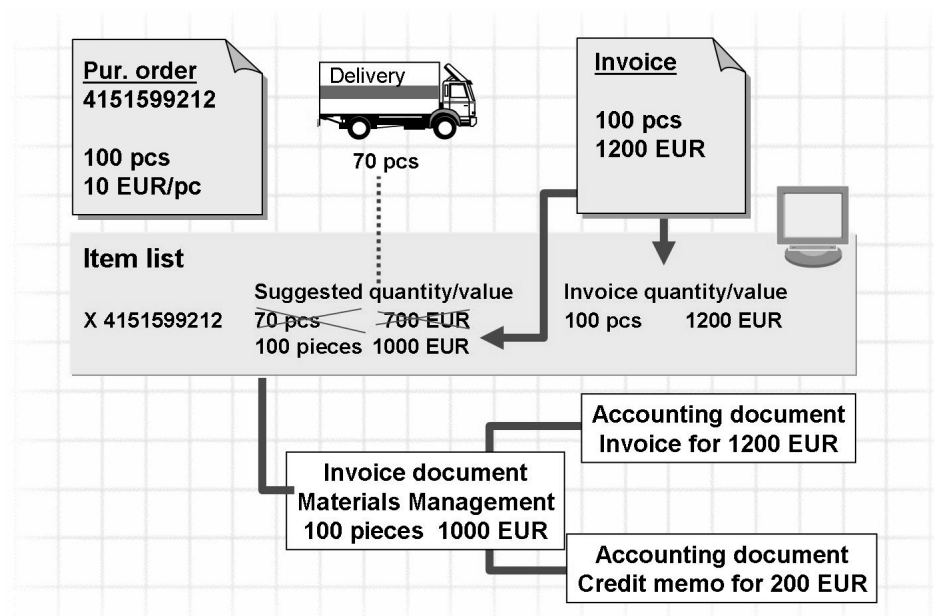 Pur. order
4151599212
100 pcs
10 EUR/pc
Delivery
70 pcs
Invoice
100 pcs
1200 EUR
Item list
Suggested quantity/value
Invoice quantity/value
X 4151599212
70 pcs 700 EUR
100 pcs 1200 EUR
100 pieces 1000 EUR
Accounting document
Invoice for 1200 EUR
Invoice document
Materials Management
100 pieces 1000 EUR
Accounting document
Credit memo for 200 EUR